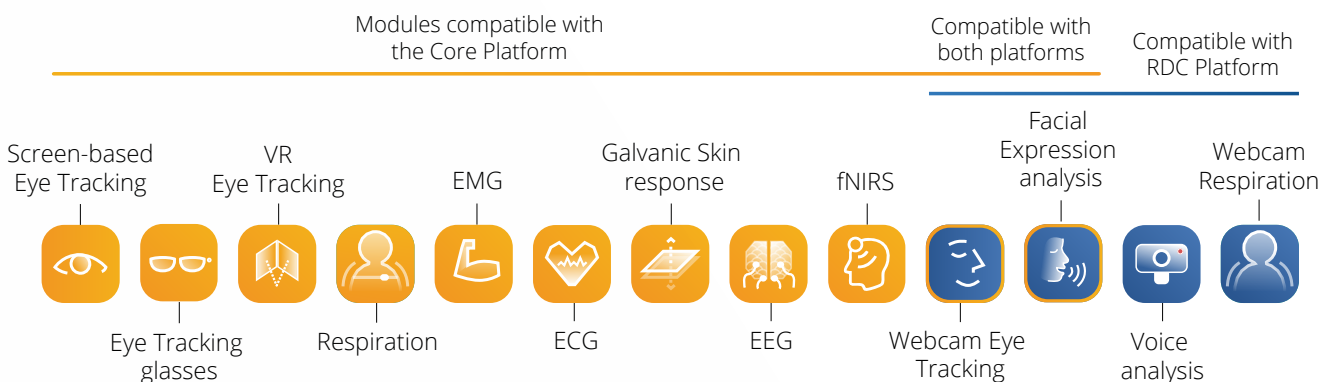 Modules compatible with
the Core Platform
Compatible with
both platforms
Compatible with
RDC Platform
Screen-based
Eye Tracking
VR
Eye Tracking
EMG
Galvanic Skin
response
fNIRS
Facial
Expression
analysis
Webcam
Respiration
Eye Tracking
glasses
Respiration
ECG
EEG
Webcam Eye
Tracking
Voice
analysis